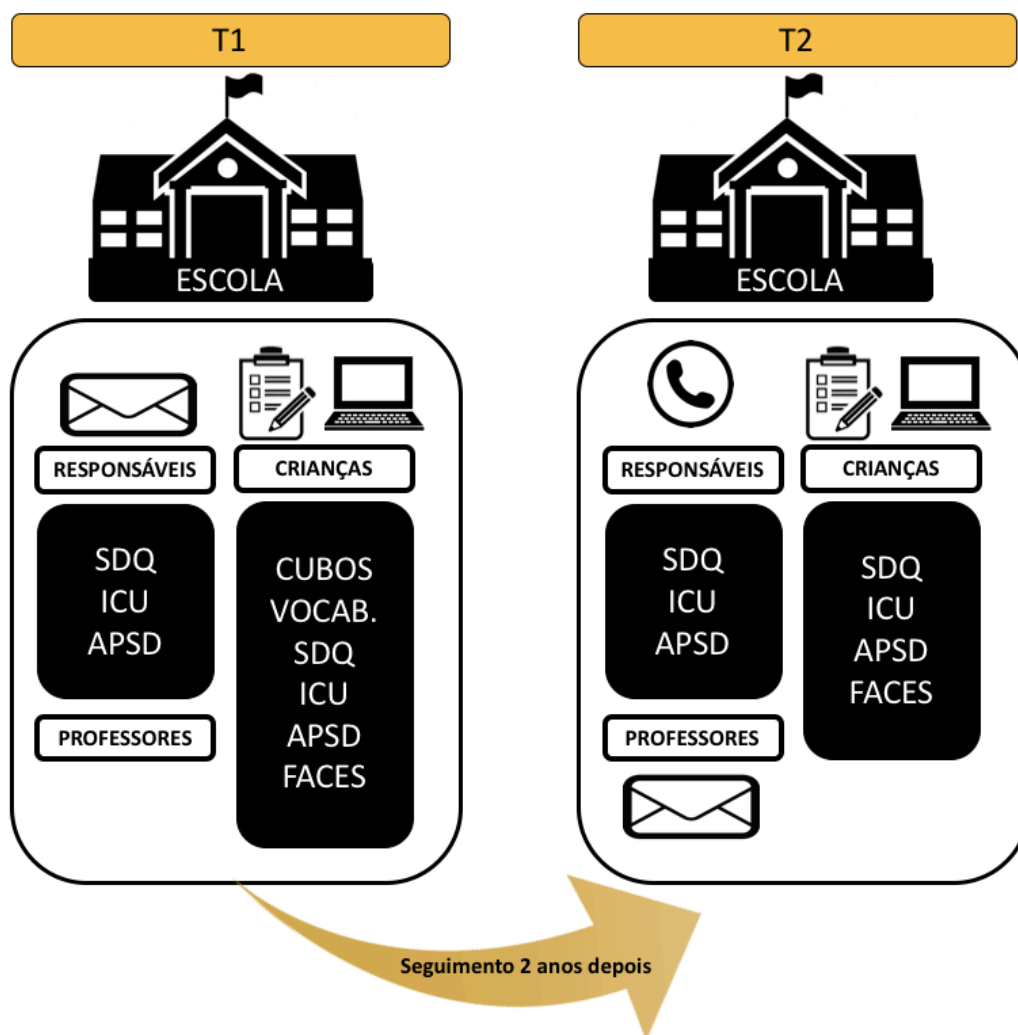 T1
ESCOLA
RESPONSÁVEIS
SDQ
ICU
APSD
PROFESSORES
CRIANÇAS
CUBOS
VOCAB.
SDQ
ICU
APSD
FACES
T2
ESCOLA
RESPONSÁVEIS
SDQ
ICU
APSD
PROFESSORES
CRIANÇAS
SDQ
ICU
APSD
FACES
Seguimento 2 anos depois